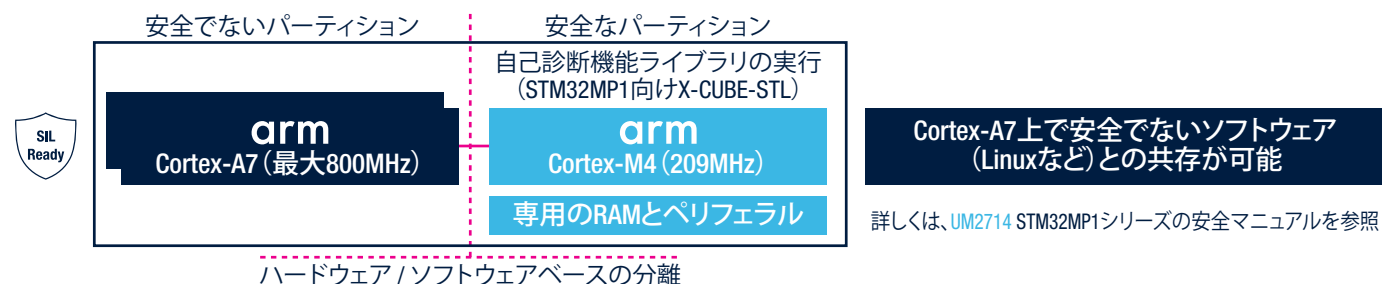 安全でないパーティション
安全なパーティション
自己診断機能ライブラリの実行
（STM32MP1向けX-CUBE-STL）
SIL
Ready
arm
Cortex-A7（最大800MHz）
arm
Cortex-M4（209MHz）
専用のRAMとペリフェラル
Cortex-A7上で安全でないソフトウェア
（Linuxなど）との共存が可能
詳しくは、UM2714 STM32MP1シリーズの安全マニュアルを参照
ハードウェア / ソフトウェアベースの分離